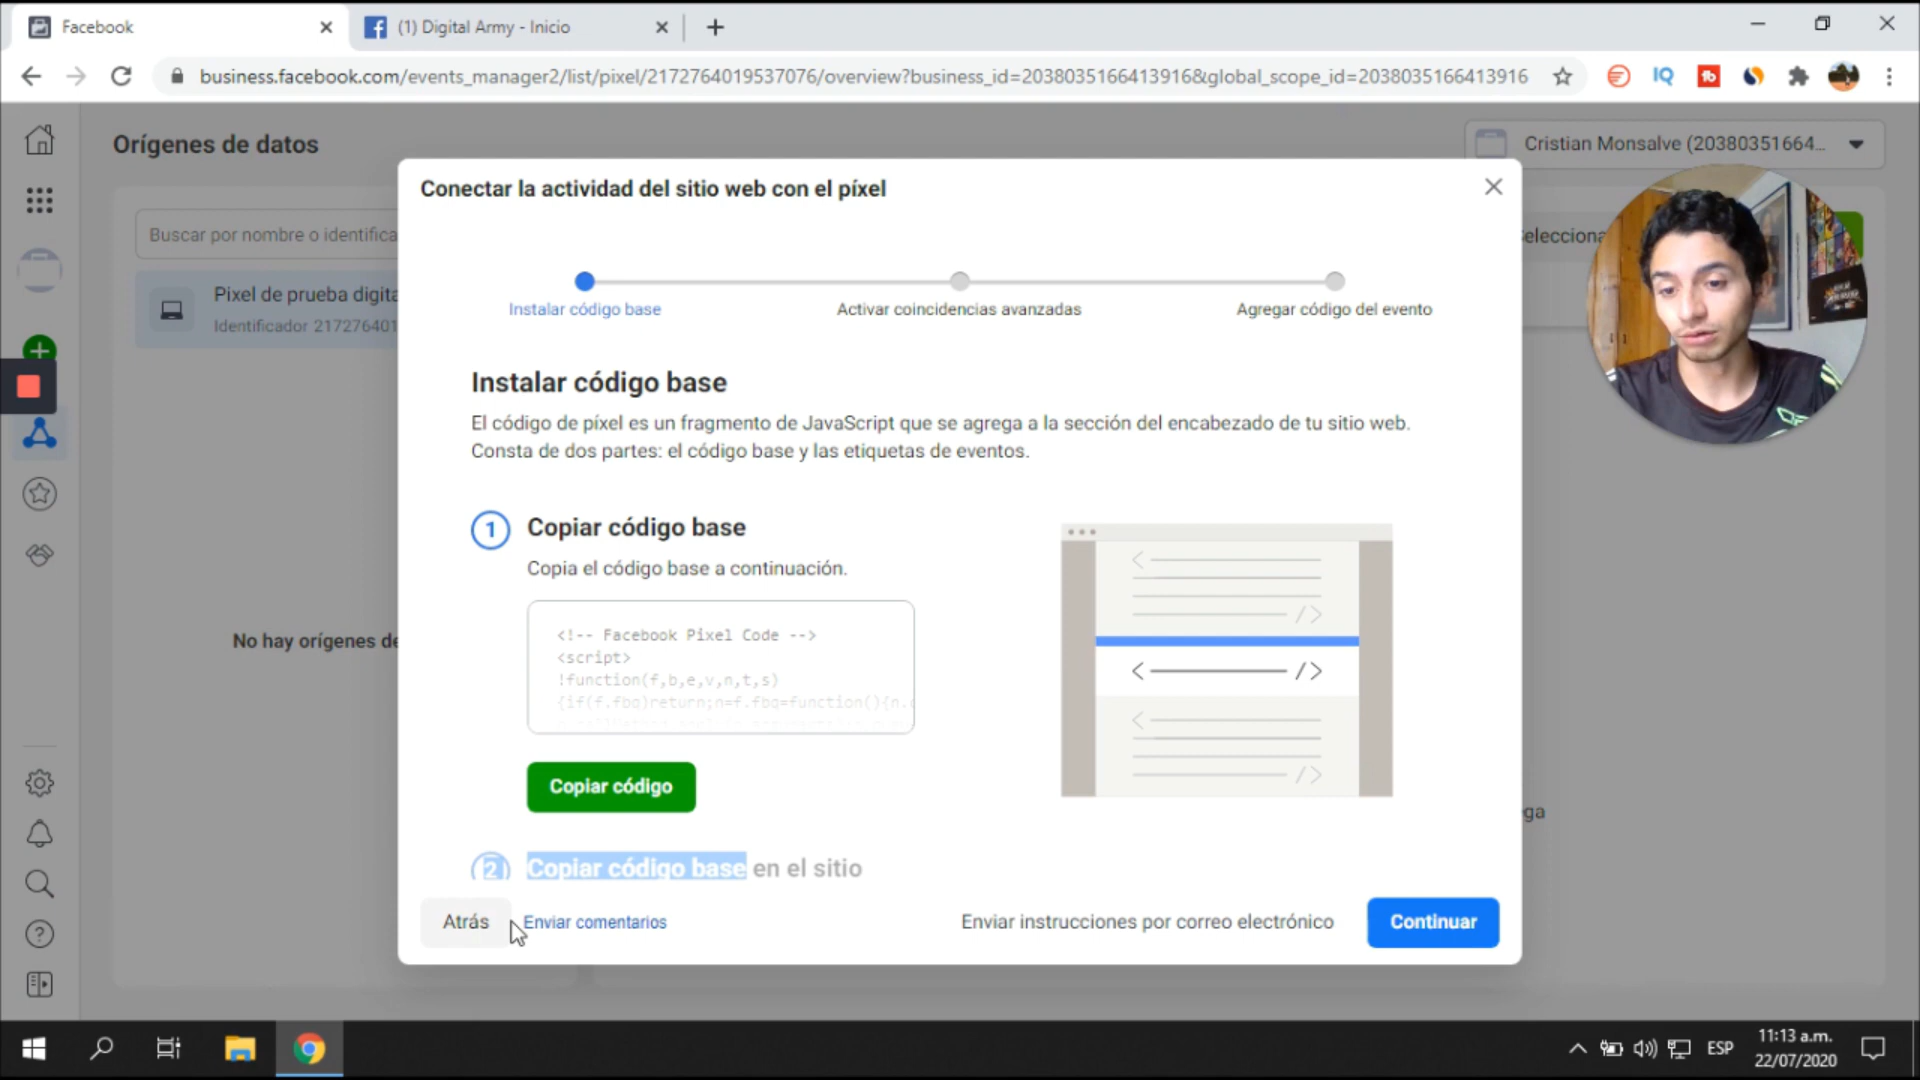 Facebook
(1) Digital Army - Inicio
business.facebook.com/events_manager2/list/pixel/2172764019537076/overview?business_id=2038035166413916&global_scope_id=2038035166413916
Orígenes de datos
Cristian Monsalve (20380351664...
Conectar la actividad del sitio web con el píxel
Buscar por nombre o identifica
Selecciona
Instalar código base
Activar coincidencias avanzadas
Agregar código del evento
Pixel de prueba digita
Identificador 217276401
Instalar código base
El código de píxel es un fragmento de JavaScript que se agrega a la sección del encabezado de tu sitio web.
Consta de dos partes: el código base y las etiquetas de eventos.
1 Copiar código base
Copia el código base a continuación.
<!-- Facebook Pixel Code -->
<script>
!function(f,b,e,v,n,t,s)
{if(f.fbq)return;n=f.fbq=function(){n.
No hay orígenes de
Copiar código
ga
2 Copiar código base en el sitio
Atrás
Enviar comentarios
Enviar instrucciones por correo electrónico
Continuar
ESP
11:13 a.m.
22/07/2020